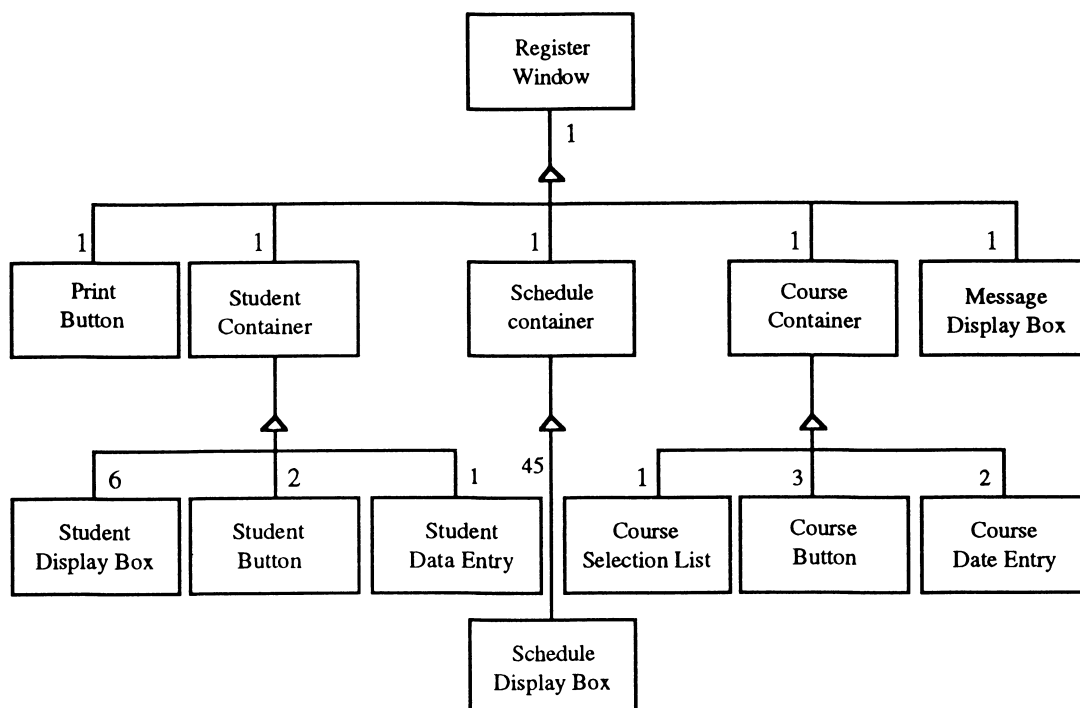 Register
Window
1
1
1
1
1
1
Print
Button
Student
Container
Schedule
container
Course
Container
Message
Display Box
6
2
1
45
1
3
2
Student
Display Box
Student
Button
Student
Data Entry
Course
Selection List
Course
Button
Course
Date Entry
Schedule
Display Box